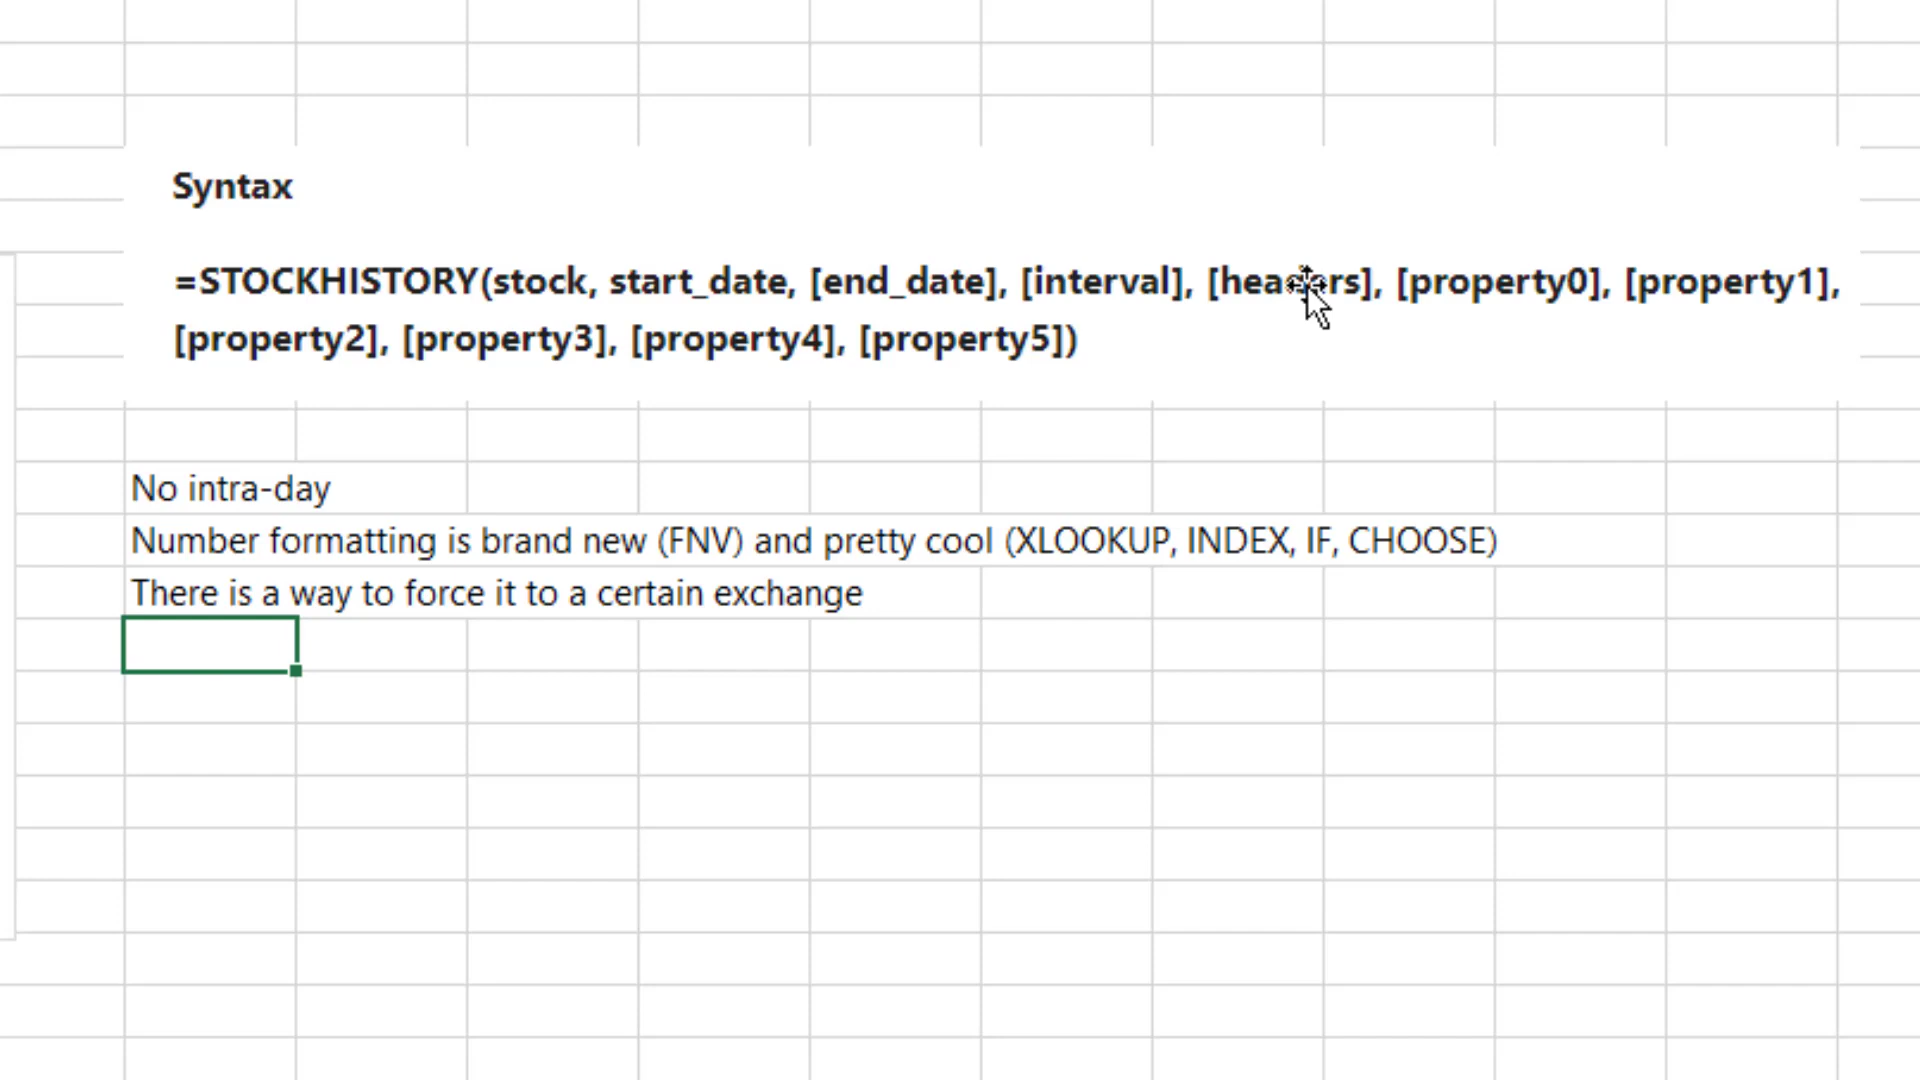 Syntax
=STOCKHISTORY(stock, start_date, [end_date], [interval], [headers], [property0], [property1],
[property2], [property3], [property4], [property5])
No intra-day
Number formatting is brand new (FNV) and pretty cool (XLOOKUP, INDEX, IF, CHOOSE)
There is a way to force it to a certain exchange